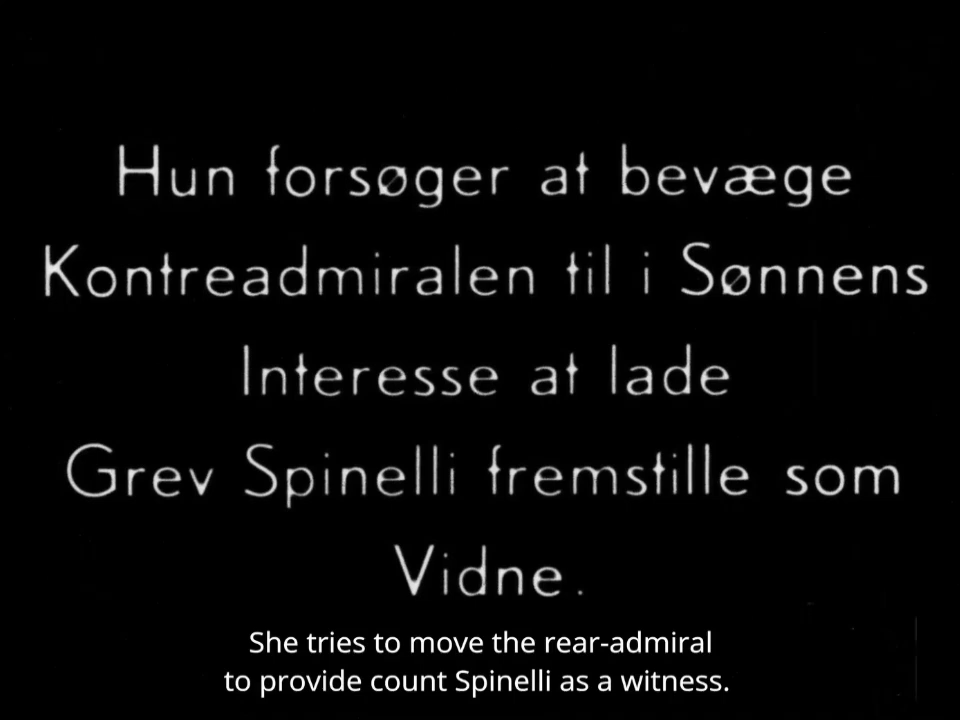 Hun forsøger at bevæge
Kontreadmiralen til i Sønnens
Interesse at lade
Grev Spinelli fremstille som
Vidne.
She tries to move the rear-admiral
to provide count Spinelli as a witness.